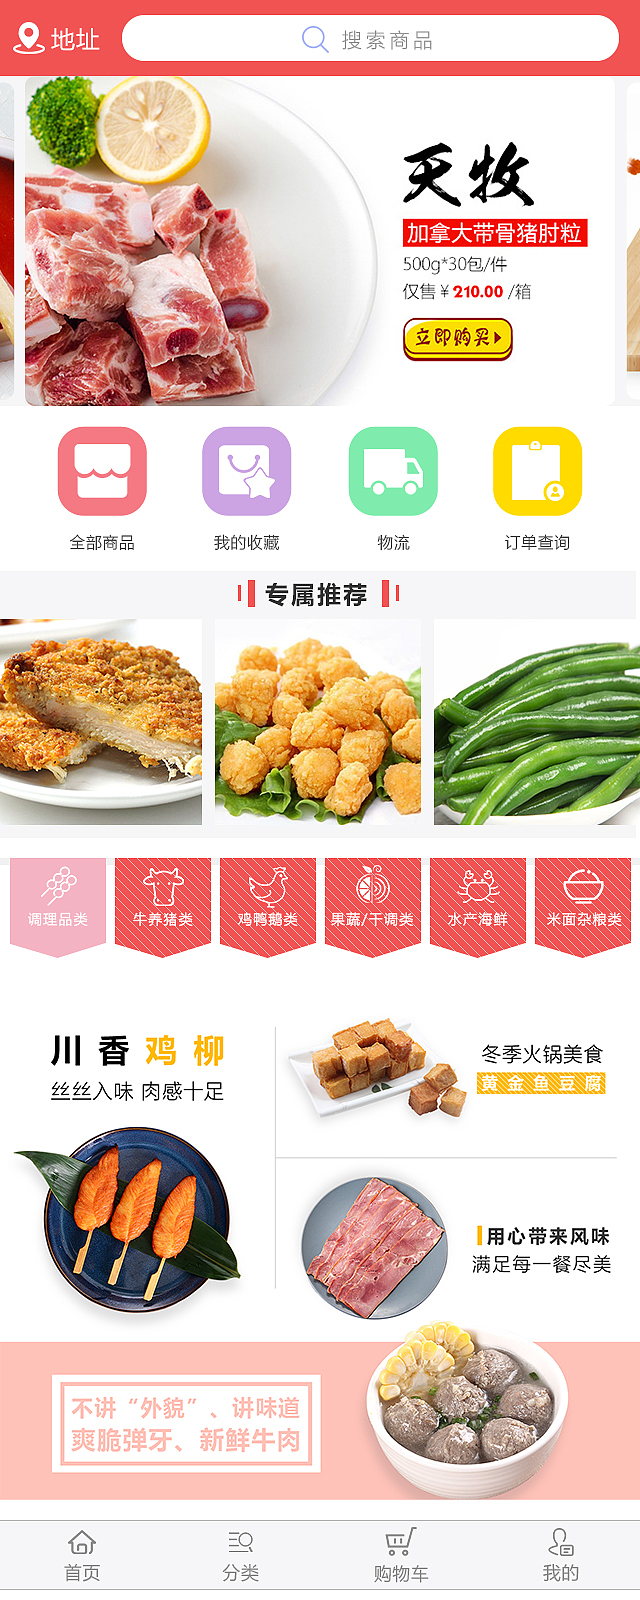 地址
搜索商品
天牧
加拿大带骨猪肘粒
500g*30包/件
仅售￥210.00/箱
立即购买
全部商品
我的收藏
物流
订单查询
专属推荐
调理品类
牛养猪类
鸡鸭鹅类
果蔬/干调类
水产海鲜
米面杂粮类
川香鸡柳
丝丝入味 肉感十足
冬季火锅美食
黄金鱼豆腐
用心带来风味
满足每一餐尽美
不讲“外貌”、讲味道
爽脆弹牙、新鲜牛肉
首页
分类
购物车
我的